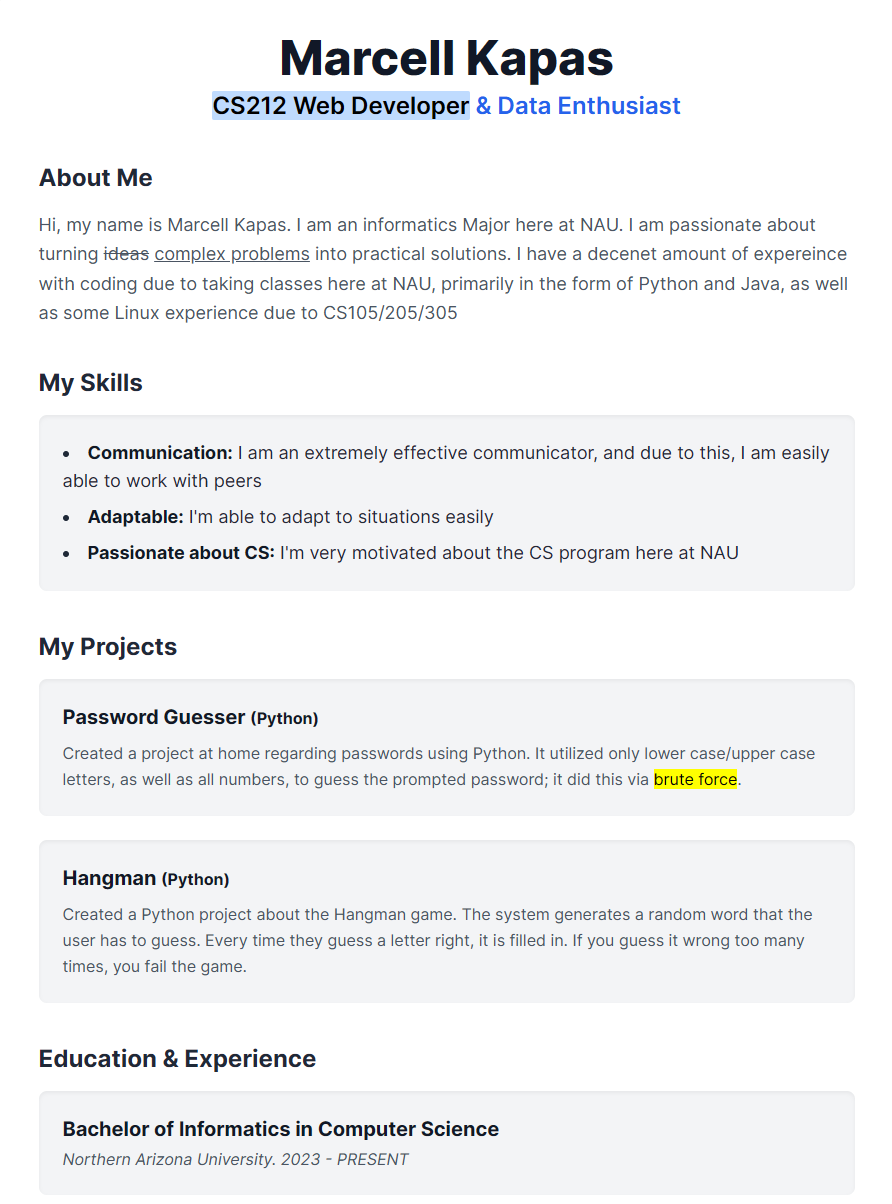 Marcell Kapas
CS212 Web Developer & Data Enthusiast
About Me
Hi, my name is Marcell Kapas. I am an informatics Major here at NAU. I am passionate about
turning ideas complex problems into practical solutions. I have a decenet amount of expereince
with coding due to taking classes here at NAU, primarily in the form of Python and Java, as well
as some Linux experience due to CS105/205/305
My Skills
• Communication: I am an extremely effective communicator, and due to this, I am easily
able to work with peers
• Adaptable: I'm able to adapt to situations easily
• Passionate about CS: I'm very motivated about the CS program here at NAU
My Projects
Password Guesser (Python)
Created a project at home regarding passwords using Python. It utilized only lower case/upper case
letters, as well as all numbers, to guess the prompted password; it did this via brute force.
Hangman (Python)
Created a Python project about the Hangman game. The system generates a random word that the
user has to guess. Every time they guess a letter right, it is filled in. If you guess it wrong too many
times, you fail the game.
Education & Experience
Bachelor of Informatics in Computer Science
Northern Arizona University. 2023 - PRESENT